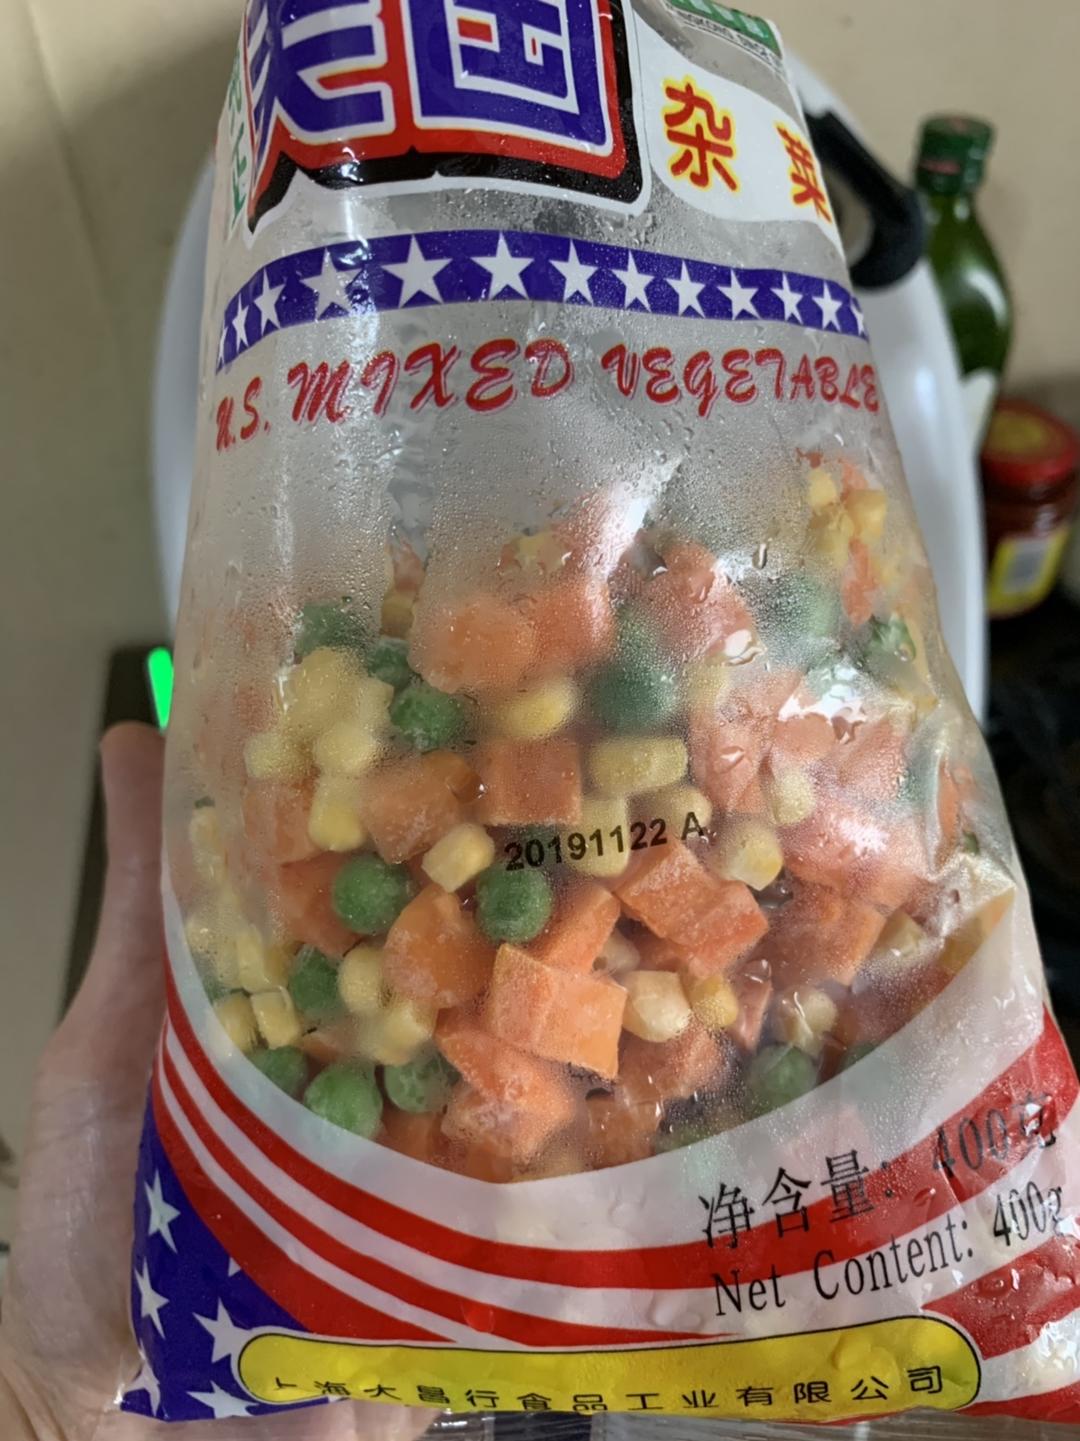 美国
杂菜
U.S. MIXED VEGETABLE
20191122 A
净含量: 400克
Net Content: 400g
上海大昌行食品工业有限公司